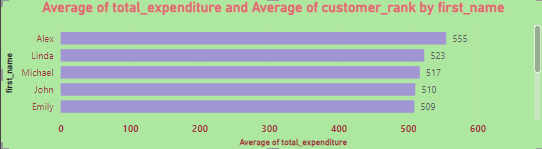 Average of total_expenditure and Average of customer_rank by first_name
first_name
Alex 555
Linda 523
Michael 517
John 510
Emily 509
0 100 200 300 400 500 600
Average of total_expenditure